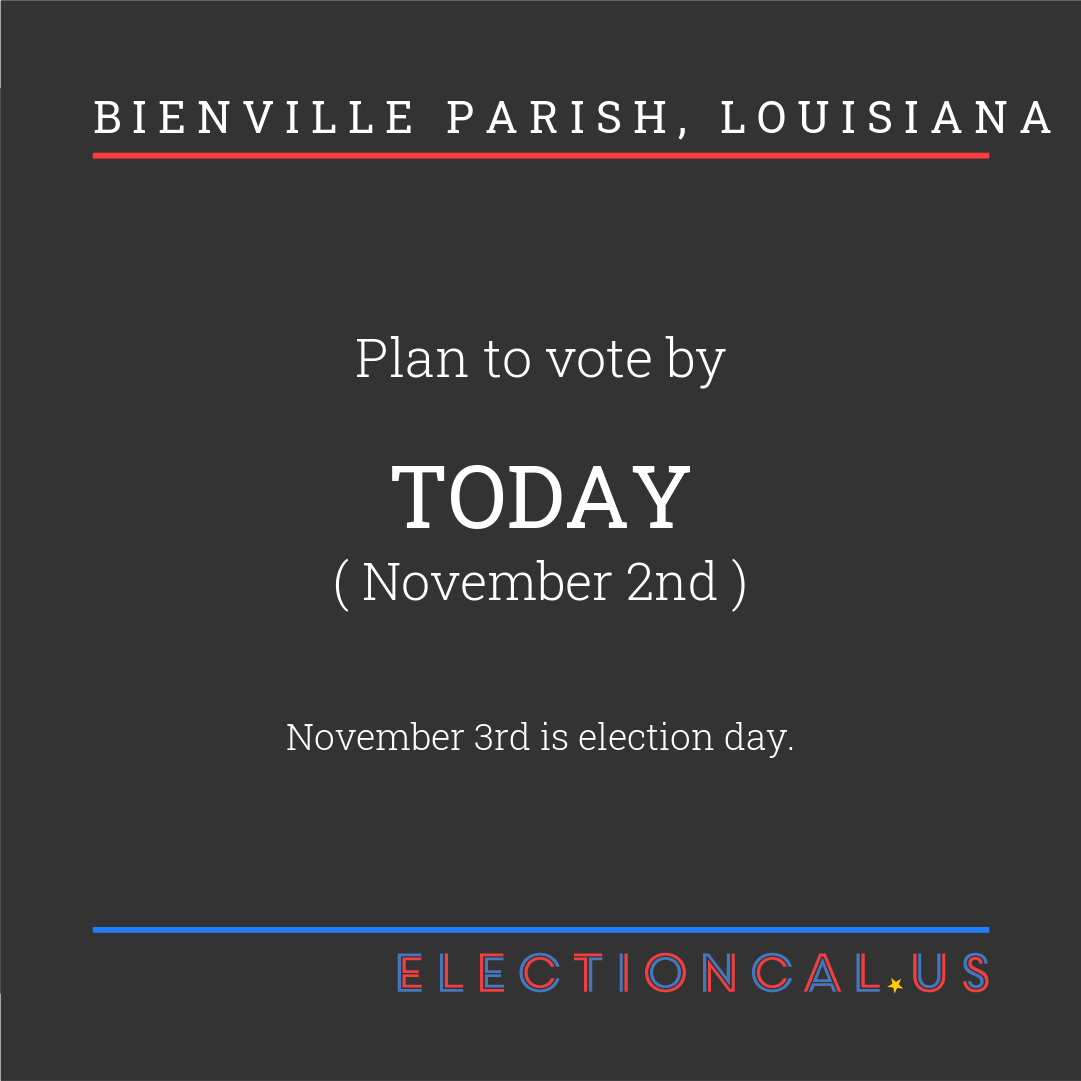 BIENVILLE PARISH, LOUISIANA
Plan to vote by
TODAY
( November 2nd )
November 3rd is election day.
ELECTIONCAL.US